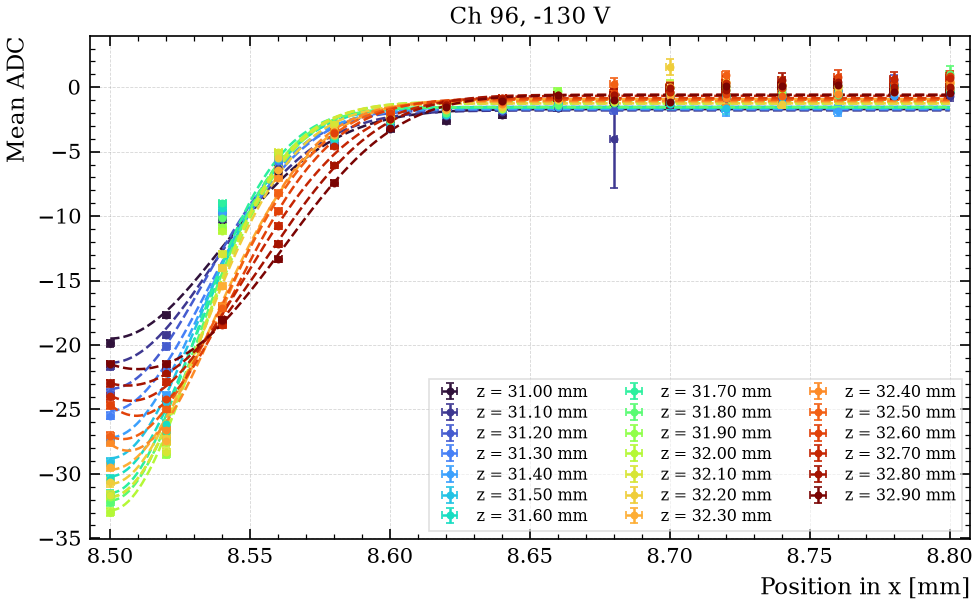 Ch 96, -130 V
Mean ADC
0
−5
−10
−15
−20
−25
−30
−35
8.50 8.55 8.60 8.65 8.70 8.75 8.80
Position in x [mm]
z = 31.00 mm
z = 31.10 mm
z = 31.20 mm
z = 31.30 mm
z = 31.40 mm
z = 31.50 mm
z = 31.60 mm
z = 31.70 mm
z = 31.80 mm
z = 31.90 mm
z = 32.00 mm
z = 32.10 mm
z = 32.20 mm
z = 32.30 mm
z = 32.40 mm
z = 32.50 mm
z = 32.60 mm
z = 32.70 mm
z = 32.80 mm
z = 32.90 mm